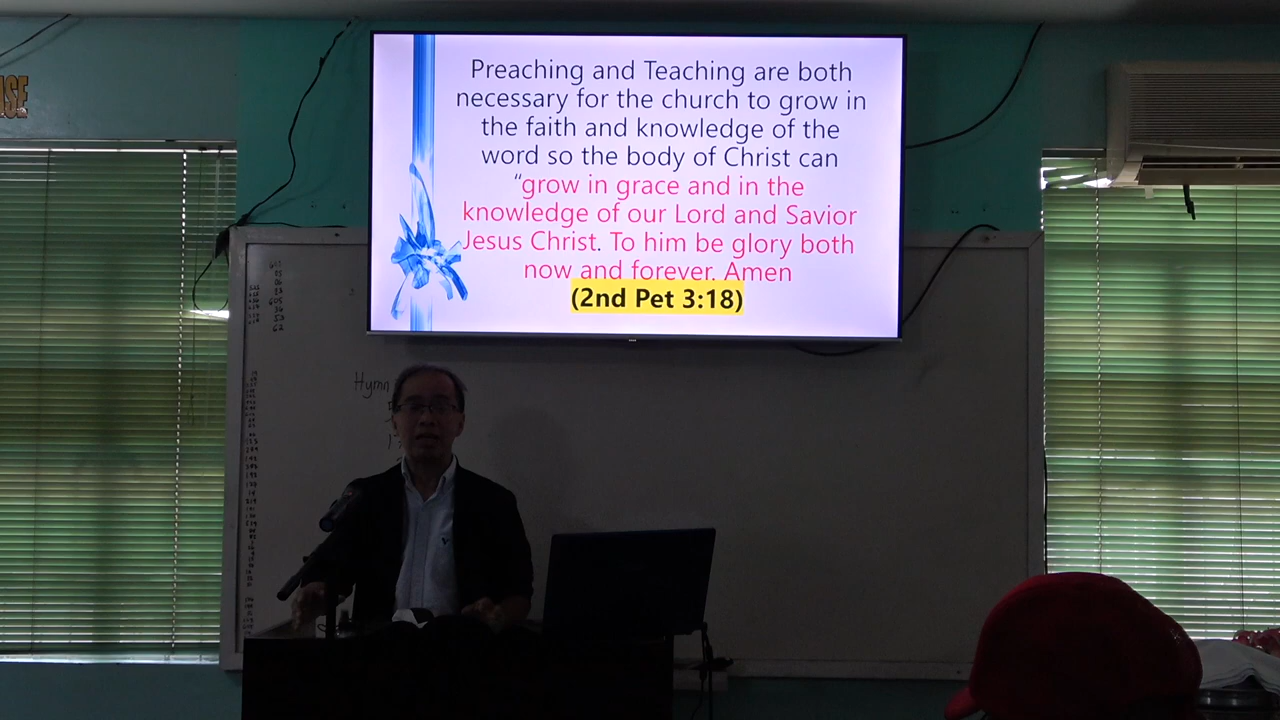 Preaching and Teaching are both
necessary for the church to grow in
the faith and knowledge of the
word so the body of Christ can
“grow in grace and in the
knowledge of our Lord and Savior
Jesus Christ. To him be glory both
now and forever. Amen
(2nd Pet 3:18)
Hymn